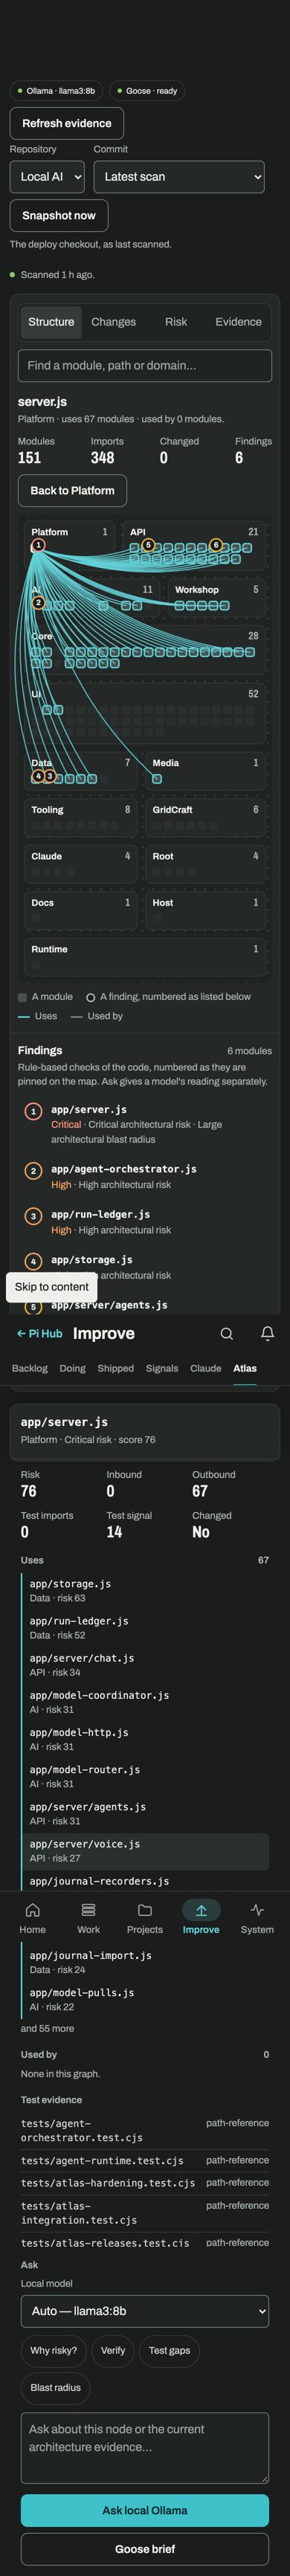 Ollama · llama3:8b
Goose · ready
Refresh evidence
Repository
Commit
Local AI
Latest scan
Snapshot now
The deploy checkout, as last scanned.
Scanned 1 h ago.
Structure
Changes
Risk
Evidence
Find a module, path or domain...
server.js
Platform · uses 67 modules · used by 0 modules.
Modules
Imports
Changed
Findings
151
348
0
6
Back to Platform
Platform 1
API 21
1
5
6
11
Workshop 5
2
Core 28
UI 52
Data 7
Media 1
4
3
Tooling 8
GridCraft 6
Claude 4
Root 4
Docs 1
Host 1
Runtime 1
A module
A finding, numbered as listed below
Uses
Used by
Findings
6 modules
Rule-based checks of the code, numbered as they are
pinned on the map. Ask gives a model's reading separately.
1
app/server.js
Critical · Critical architectural risk · Large
architectural blast radius
2
app/agent-orchestrator.js
High · High architectural risk
3
app/run-ledger.js
High · High architectural risk
4
app/storage.js
architectural risk
Skip to content
5
app/server/agents.js
← Pi Hub
Improve
Backlog
Doing
Shipped
Signals
Claude
Atlas
app/server.js
Platform · Critical risk · score 76
Risk
Inbound
Outbound
76
0
67
Test imports
Test signal
Changed
0
14
No
Uses
67
app/storage.js
Data · risk 63
app/run-ledger.js
Data · risk 52
app/server/chat.js
API · risk 34
app/model-coordinator.js
AI · risk 31
app/model-http.js
AI · risk 31
app/model-router.js
AI · risk 31
app/server/agents.js
API · risk 31
app/server/voice.js
API · risk 27
app/journal-recorders.js
Home
Work
Projects
Improve
System
app/journal-import.js
Data · risk 24
app/model-pulls.js
AI · risk 22
and 55 more
Used by
0
None in this graph.
Test evidence
tests/agent-
orchestrator.test.cjs
path-reference
tests/agent-runtime.test.cjs
path-reference
tests/atlas-hardening.test.cjs
path-reference
tests/atlas-
integration.test.cjs
path-reference
tests/atlas-releases.test.cjs
path-reference
Ask
Local model
Auto — llama3:8b
Why risky?
Verify
Test gaps
Blast radius
Ask about this node or the current
architecture evidence...
Ask local Ollama
Goose brief